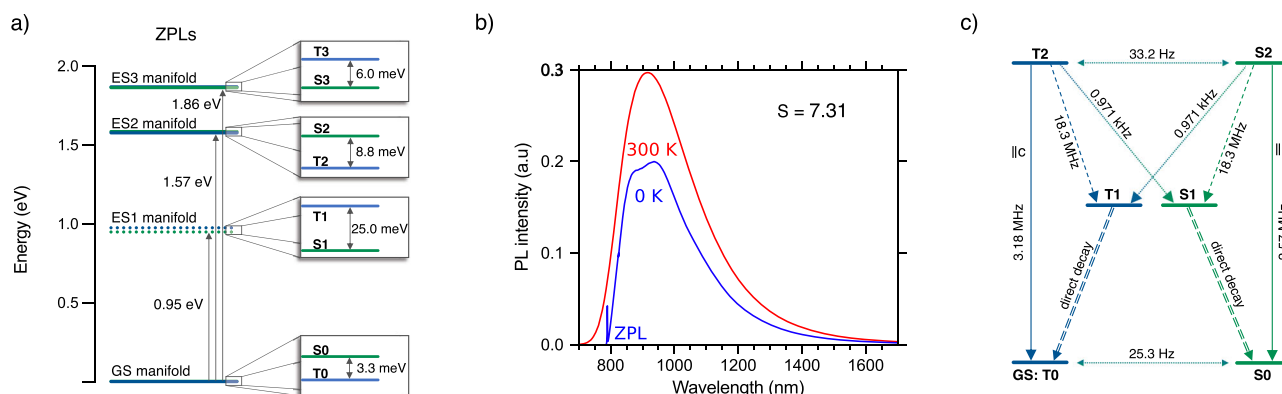 a)
ZPLs
Energy (eV)
2.0
1.5
1.0
0.5
ES3 manifold
1.86 eV
ES2 manifold
1.57 eV
ES1 manifold
0.95 eV
GS manifold
T3
S3
6.0 meV
S2
T2
8.8 meV
T1
S1
25.0 meV
S0
T0
3.3 meV
b)
PL intensity (a.u)
0.3
0.2
0.1
0.0
S = 7.31
300 K
0 K
ZPL
800 1000 1200 1400 1600
Wavelength (nm)
c)
T2
33.2 Hz
S2
0.971 kHz
0.971 kHz
18.3 MHz
18.3 MHz
||c
3.18 MHz
T1
S1
direct decay
direct decay
GS: T0
25.3 Hz
S0